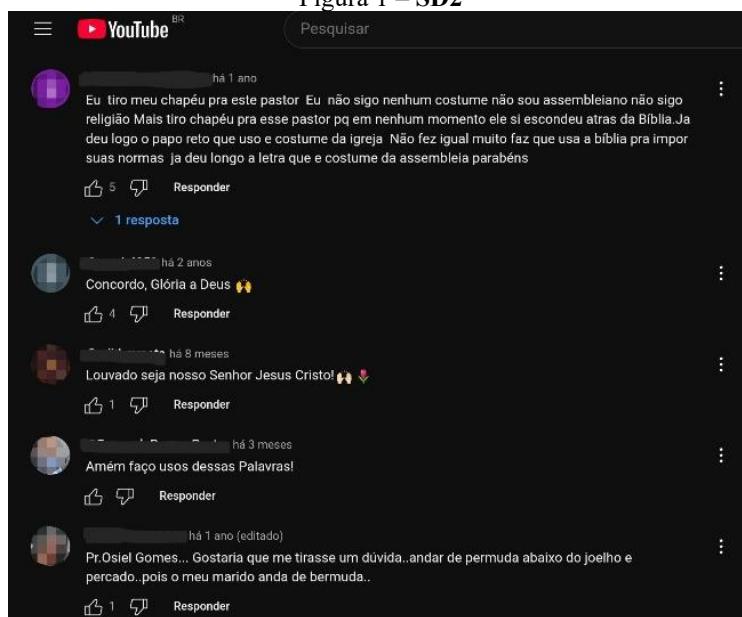 Figura 1 – SD2
YouTube BR
Pesquisar
há 1 ano
Eu tiro meu chapéu pra este pastor Eu não sigo nenhum costume não sou assembleiano não sigo
religião Mais tiro chapéu pra esse pastor pq em nenhum momento ele si escondeu atras da Bíblia.Ja
deu logo o papo reto que uso e costume da igreja Não fez igual muito faz que usa a bíblia pra impor
suas normas ja deu longo a letra que e costume da assembleia parabéns
5 Responder
1 resposta
há 2 anos
Concordo, Glória a Deus 🙌
4 Responder
há 8 meses
Louvado seja nosso Senhor Jesus Cristo!🙌🏻🌷
1 Responder
há 3 meses
Amém faço usos dessas Palavras!
Responder
há 1 ano (editado)
Pr.Osiel Gomes... Gostaria que me tirasse um dúvida..andar de permuda abaixo do joelho e
percado..pois o meu marido anda de bermuda..
1 Responder